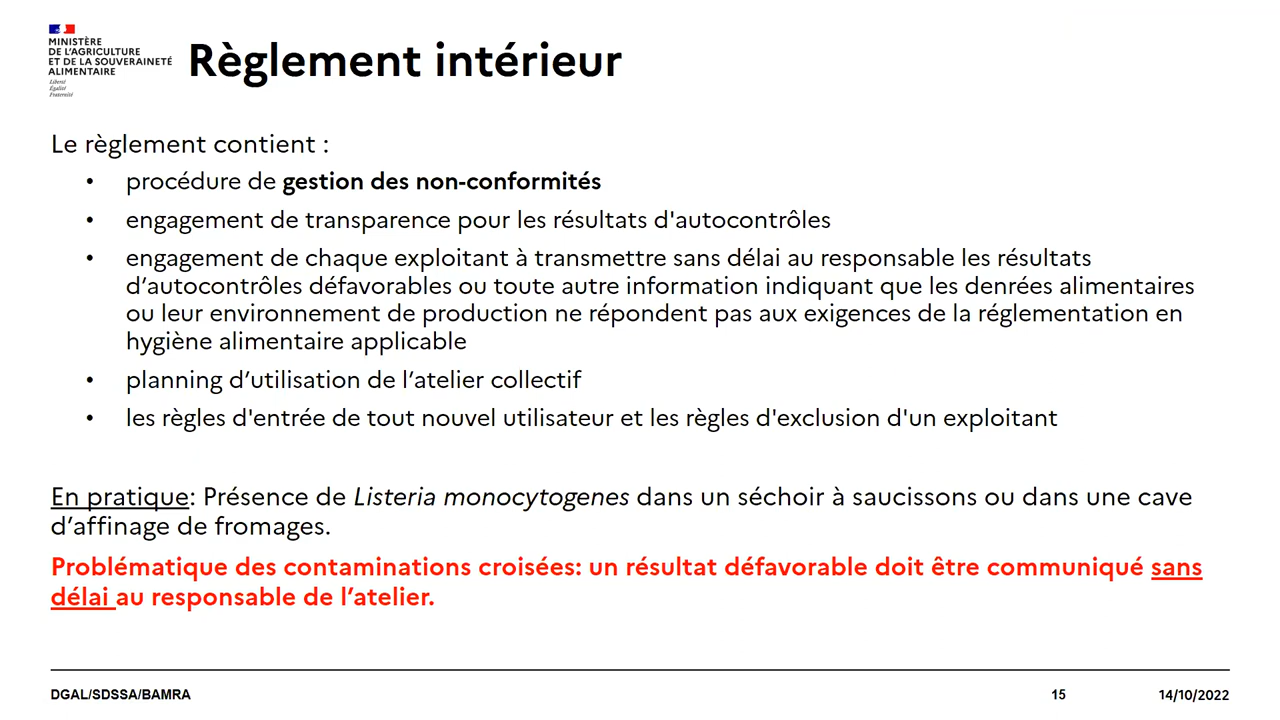 MINISTÈRE
DE L'AGRICULTURE
ET DE LA SOUVERAINETÉ
ALIMENTAIRE
Liberté
Égalité
Fraternité
Règlement intérieur
Le règlement contient :
• procédure de gestion des non-conformités
• engagement de transparence pour les résultats d'autocontrôles
• engagement de chaque exploitant à transmettre sans délai au responsable les résultats
d’autocontrôles défavorables ou toute autre information indiquant que les denrées alimentaires
ou leur environnement de production ne répondent pas aux exigences de la réglementation en
hygiène alimentaire applicable
• planning d’utilisation de l’atelier collectif
• les règles d'entrée de tout nouvel utilisateur et les règles d'exclusion d'un exploitant
En pratique: Présence de Listeria monocytogenes dans un séchoir à saucissons ou dans une cave
d’affinage de fromages.
Problématique des contaminations croisées: un résultat défavorable doit être communiqué sans
délai au responsable de l’atelier.
DGAL/SDSSA/BAMRA 15 14/10/2022